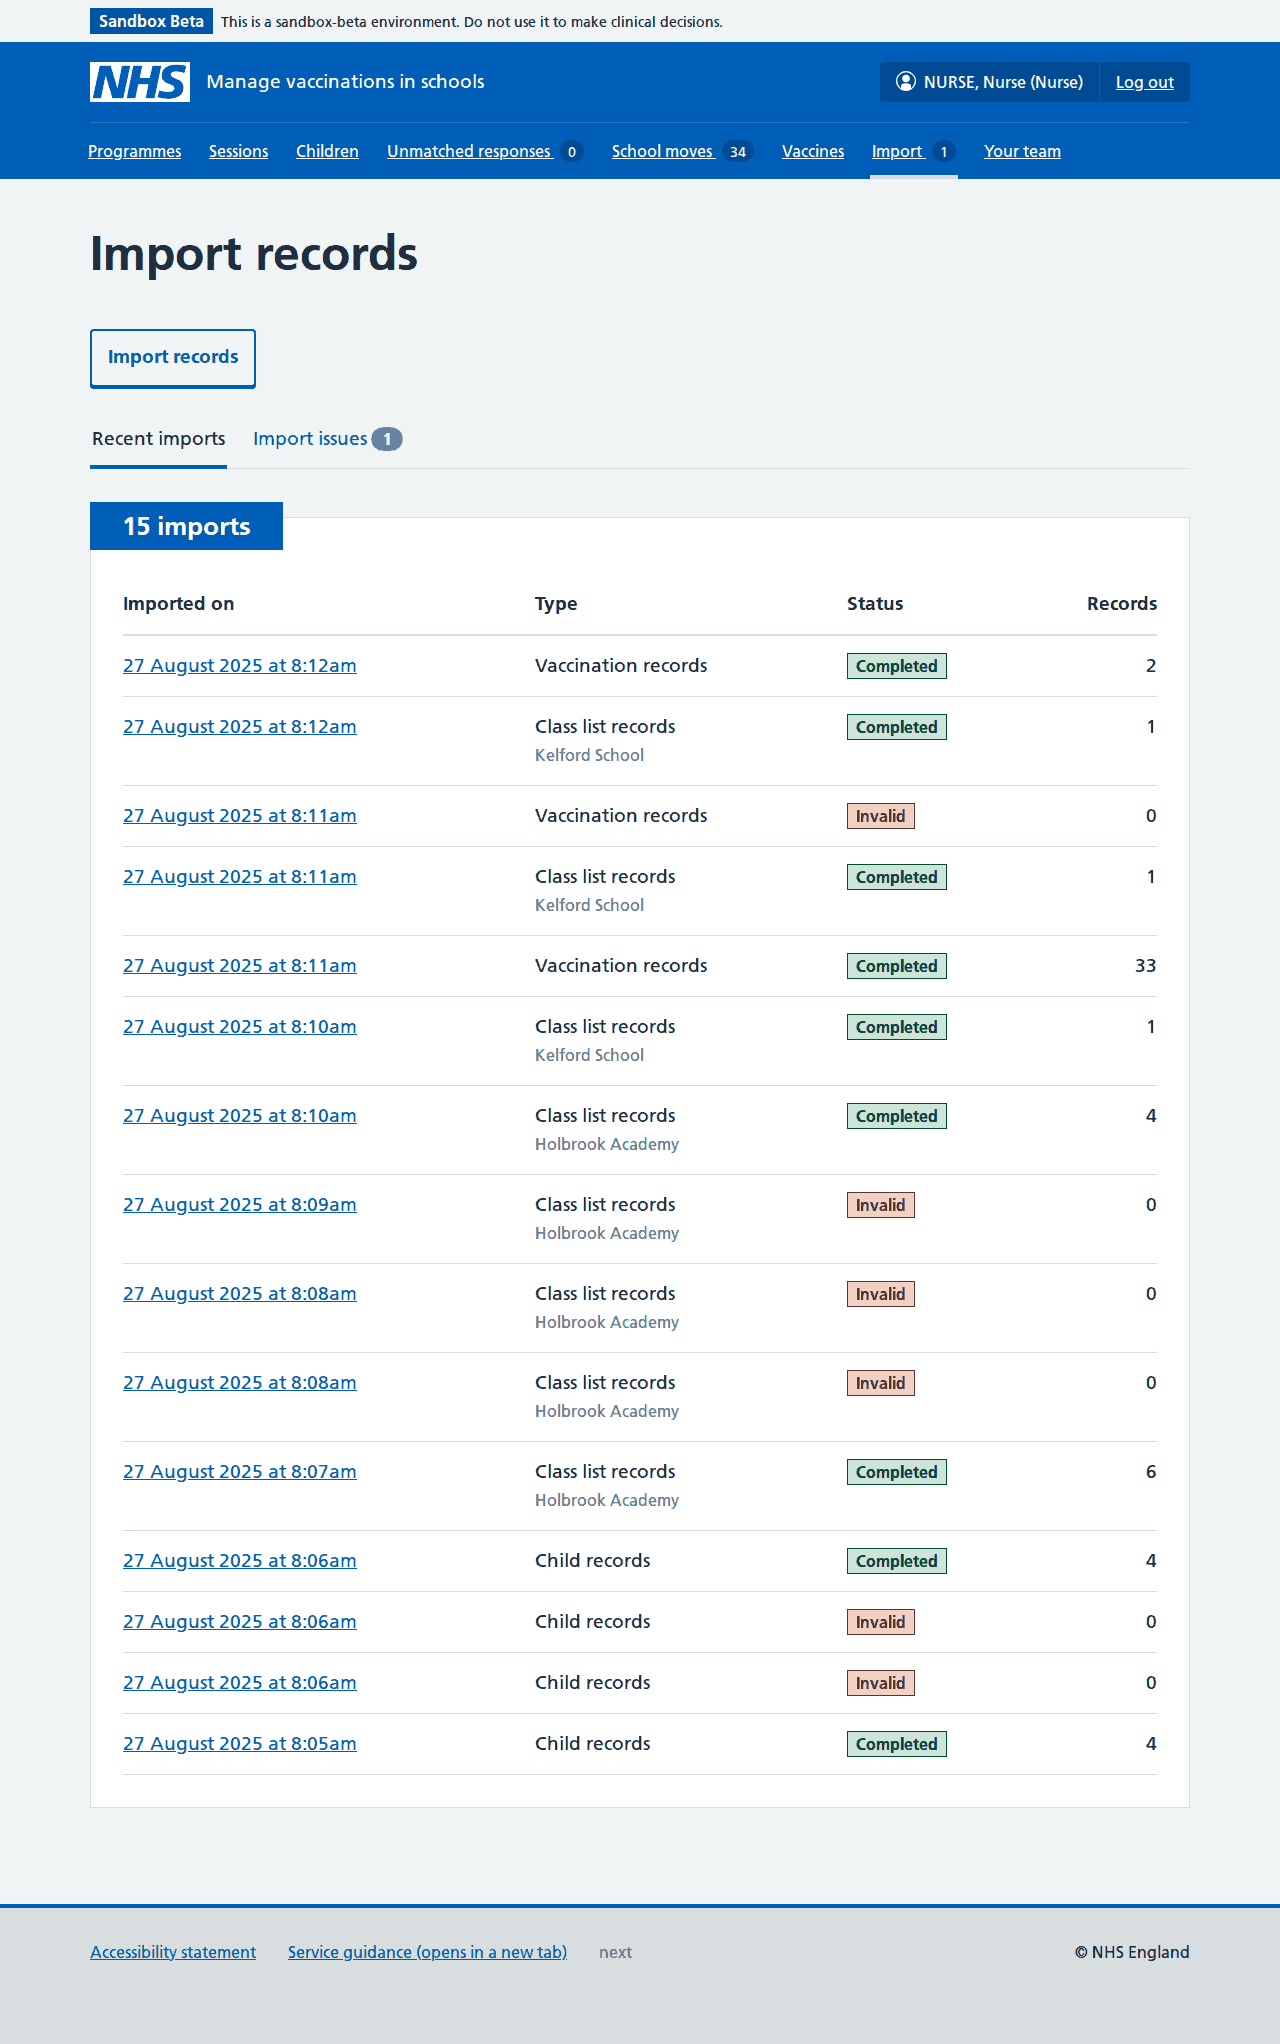 Sandbox Beta This is a sandbox-beta environment. Do not use it to make clinical decisions.
NHS Manage vaccinations in schools NURSE, Nurse (Nurse) Log out
Programmes Sessions Children Unmatched responses 0 School moves 34 Vaccines Import 1 Your team
Import records
Import records
Recent imports Import issues 1
15 imports
Imported on Type Status Records
27 August 2025 at 8:12am Vaccination records Completed 2
27 August 2025 at 8:12am Class list records Completed 1
Kelford School
27 August 2025 at 8:11am Vaccination records Invalid 0
27 August 2025 at 8:11am Class list records Completed 1
Kelford School
27 August 2025 at 8:11am Vaccination records Completed 33
27 August 2025 at 8:10am Class list records Completed 1
Kelford School
27 August 2025 at 8:10am Class list records Completed 4
Holbrook Academy
27 August 2025 at 8:09am Class list records Invalid 0
Holbrook Academy
27 August 2025 at 8:08am Class list records Invalid 0
Holbrook Academy
27 August 2025 at 8:08am Class list records Invalid 0
Holbrook Academy
27 August 2025 at 8:07am Class list records Completed 6
Holbrook Academy
27 August 2025 at 8:06am Child records Completed 4
27 August 2025 at 8:06am Child records Invalid 0
27 August 2025 at 8:06am Child records Invalid 0
27 August 2025 at 8:05am Child records Completed 4
Accessibility statement Service guidance (opens in a new tab) next © NHS England